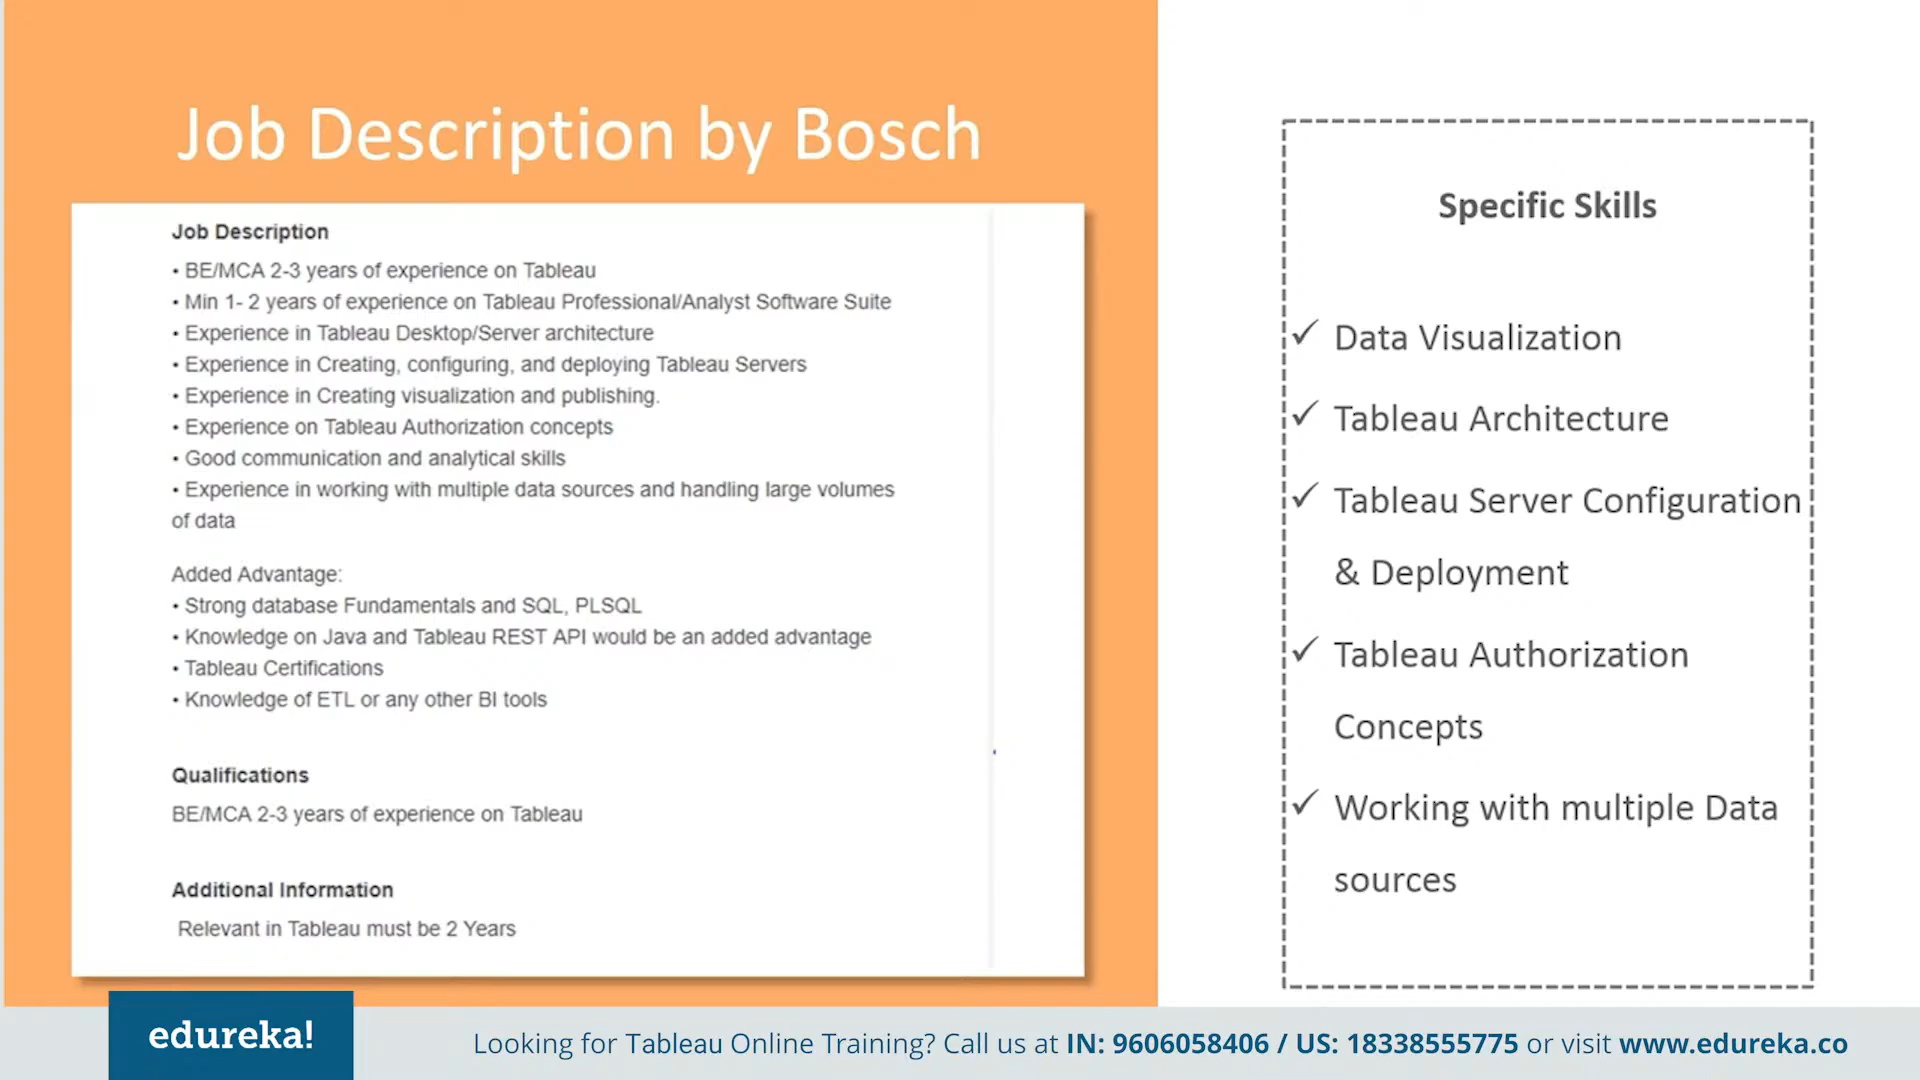 Job Description by Bosch
Job Description
• BE/MCA 2-3 years of experience on Tableau
• Min 1- 2 years of experience on Tableau Professional/Analyst Software Suite
• Experience in Tableau Desktop/Server architecture
• Experience in Creating, configuring, and deploying Tableau Servers
• Experience in Creating visualization and publishing.
• Experience on Tableau Authorization concepts
• Good communication and analytical skills
• Experience in working with multiple data sources and handling large volumes
of data
Added Advantage:
• Strong database Fundamentals and SQL, PLSQL
• Knowledge on Java and Tableau REST API would be an added advantage
• Tableau Certifications
• Knowledge of ETL or any other BI tools
Qualifications
BE/MCA 2-3 years of experience on Tableau
Additional Information
Relevant in Tableau must be 2 Years
Specific Skills
✓ Data Visualization
✓ Tableau Architecture
✓ Tableau Server Configuration
& Deployment
✓ Tableau Authorization
Concepts
✓ Working with multiple Data
sources
edureka!
Looking for Tableau Online Training? Call us at IN: 9606058406 / US: 18338555775 or visit www.edureka.co